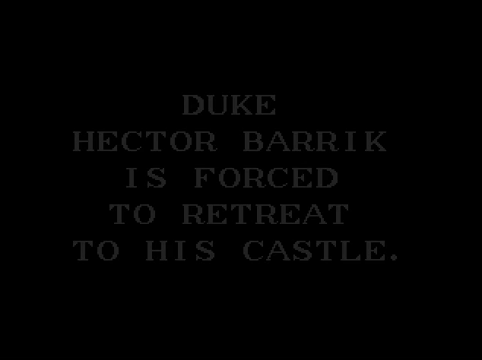 DUKE
HECTOR BARRIK
IS FORCED
TO RETREAT
TO HIS CASTLE.